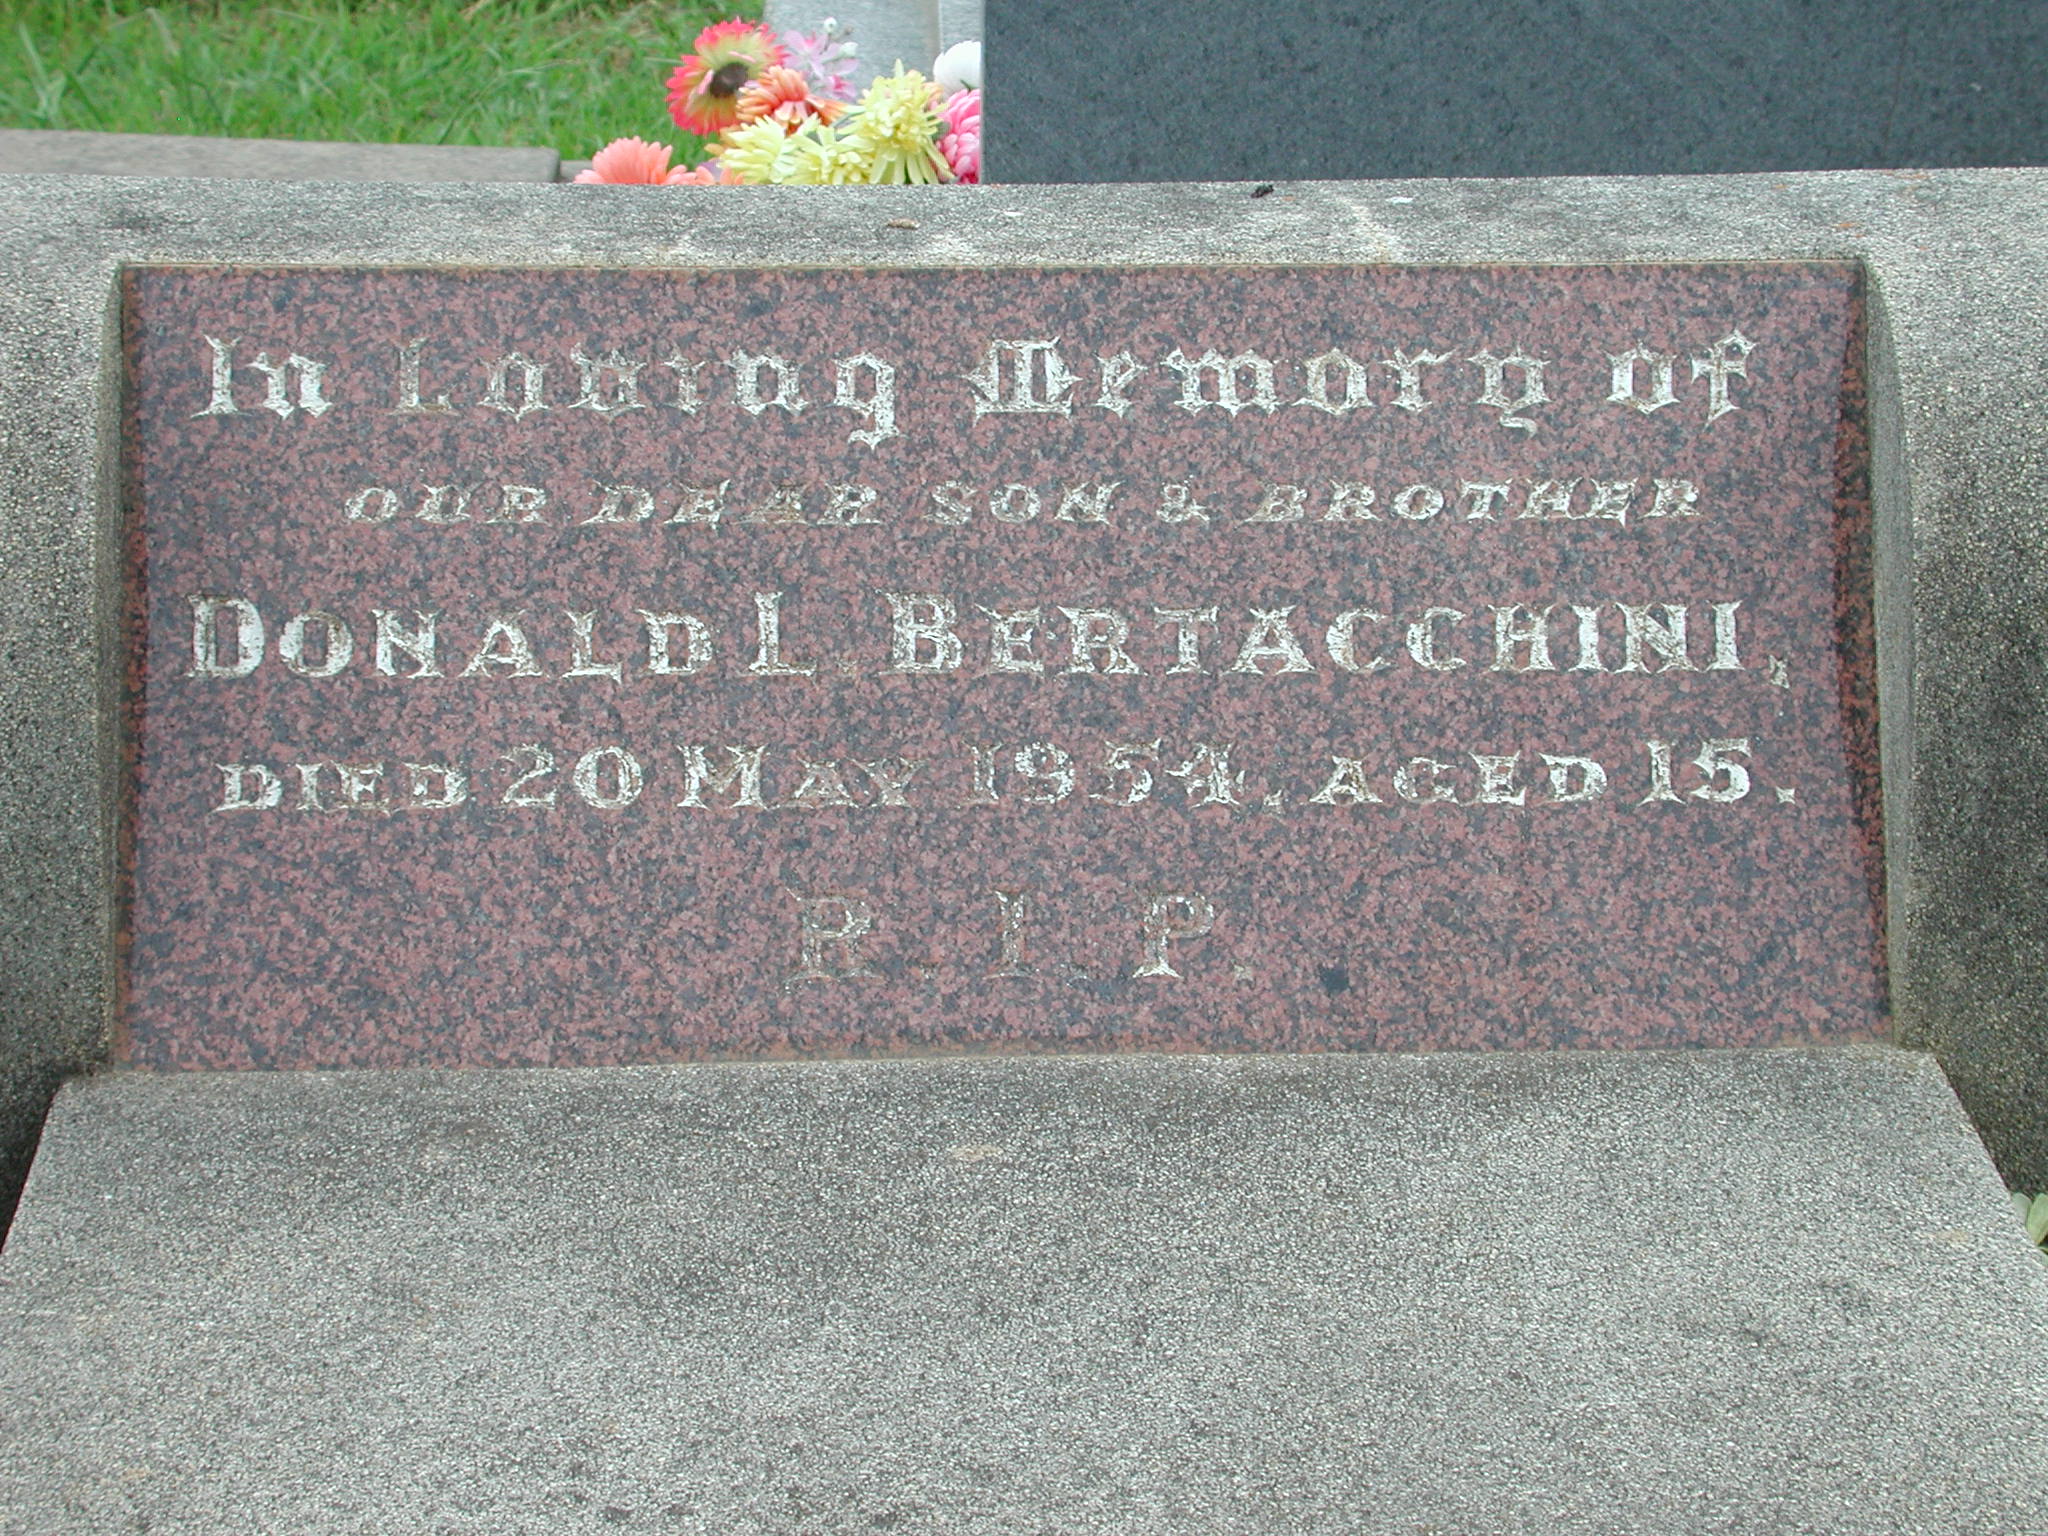 In Loving Memory of
OUR DEAR SON & BROTHER
DONALD L. BERTACCHINI,
DIED 20 MAY 1954, AGED 15.
R.I.P.